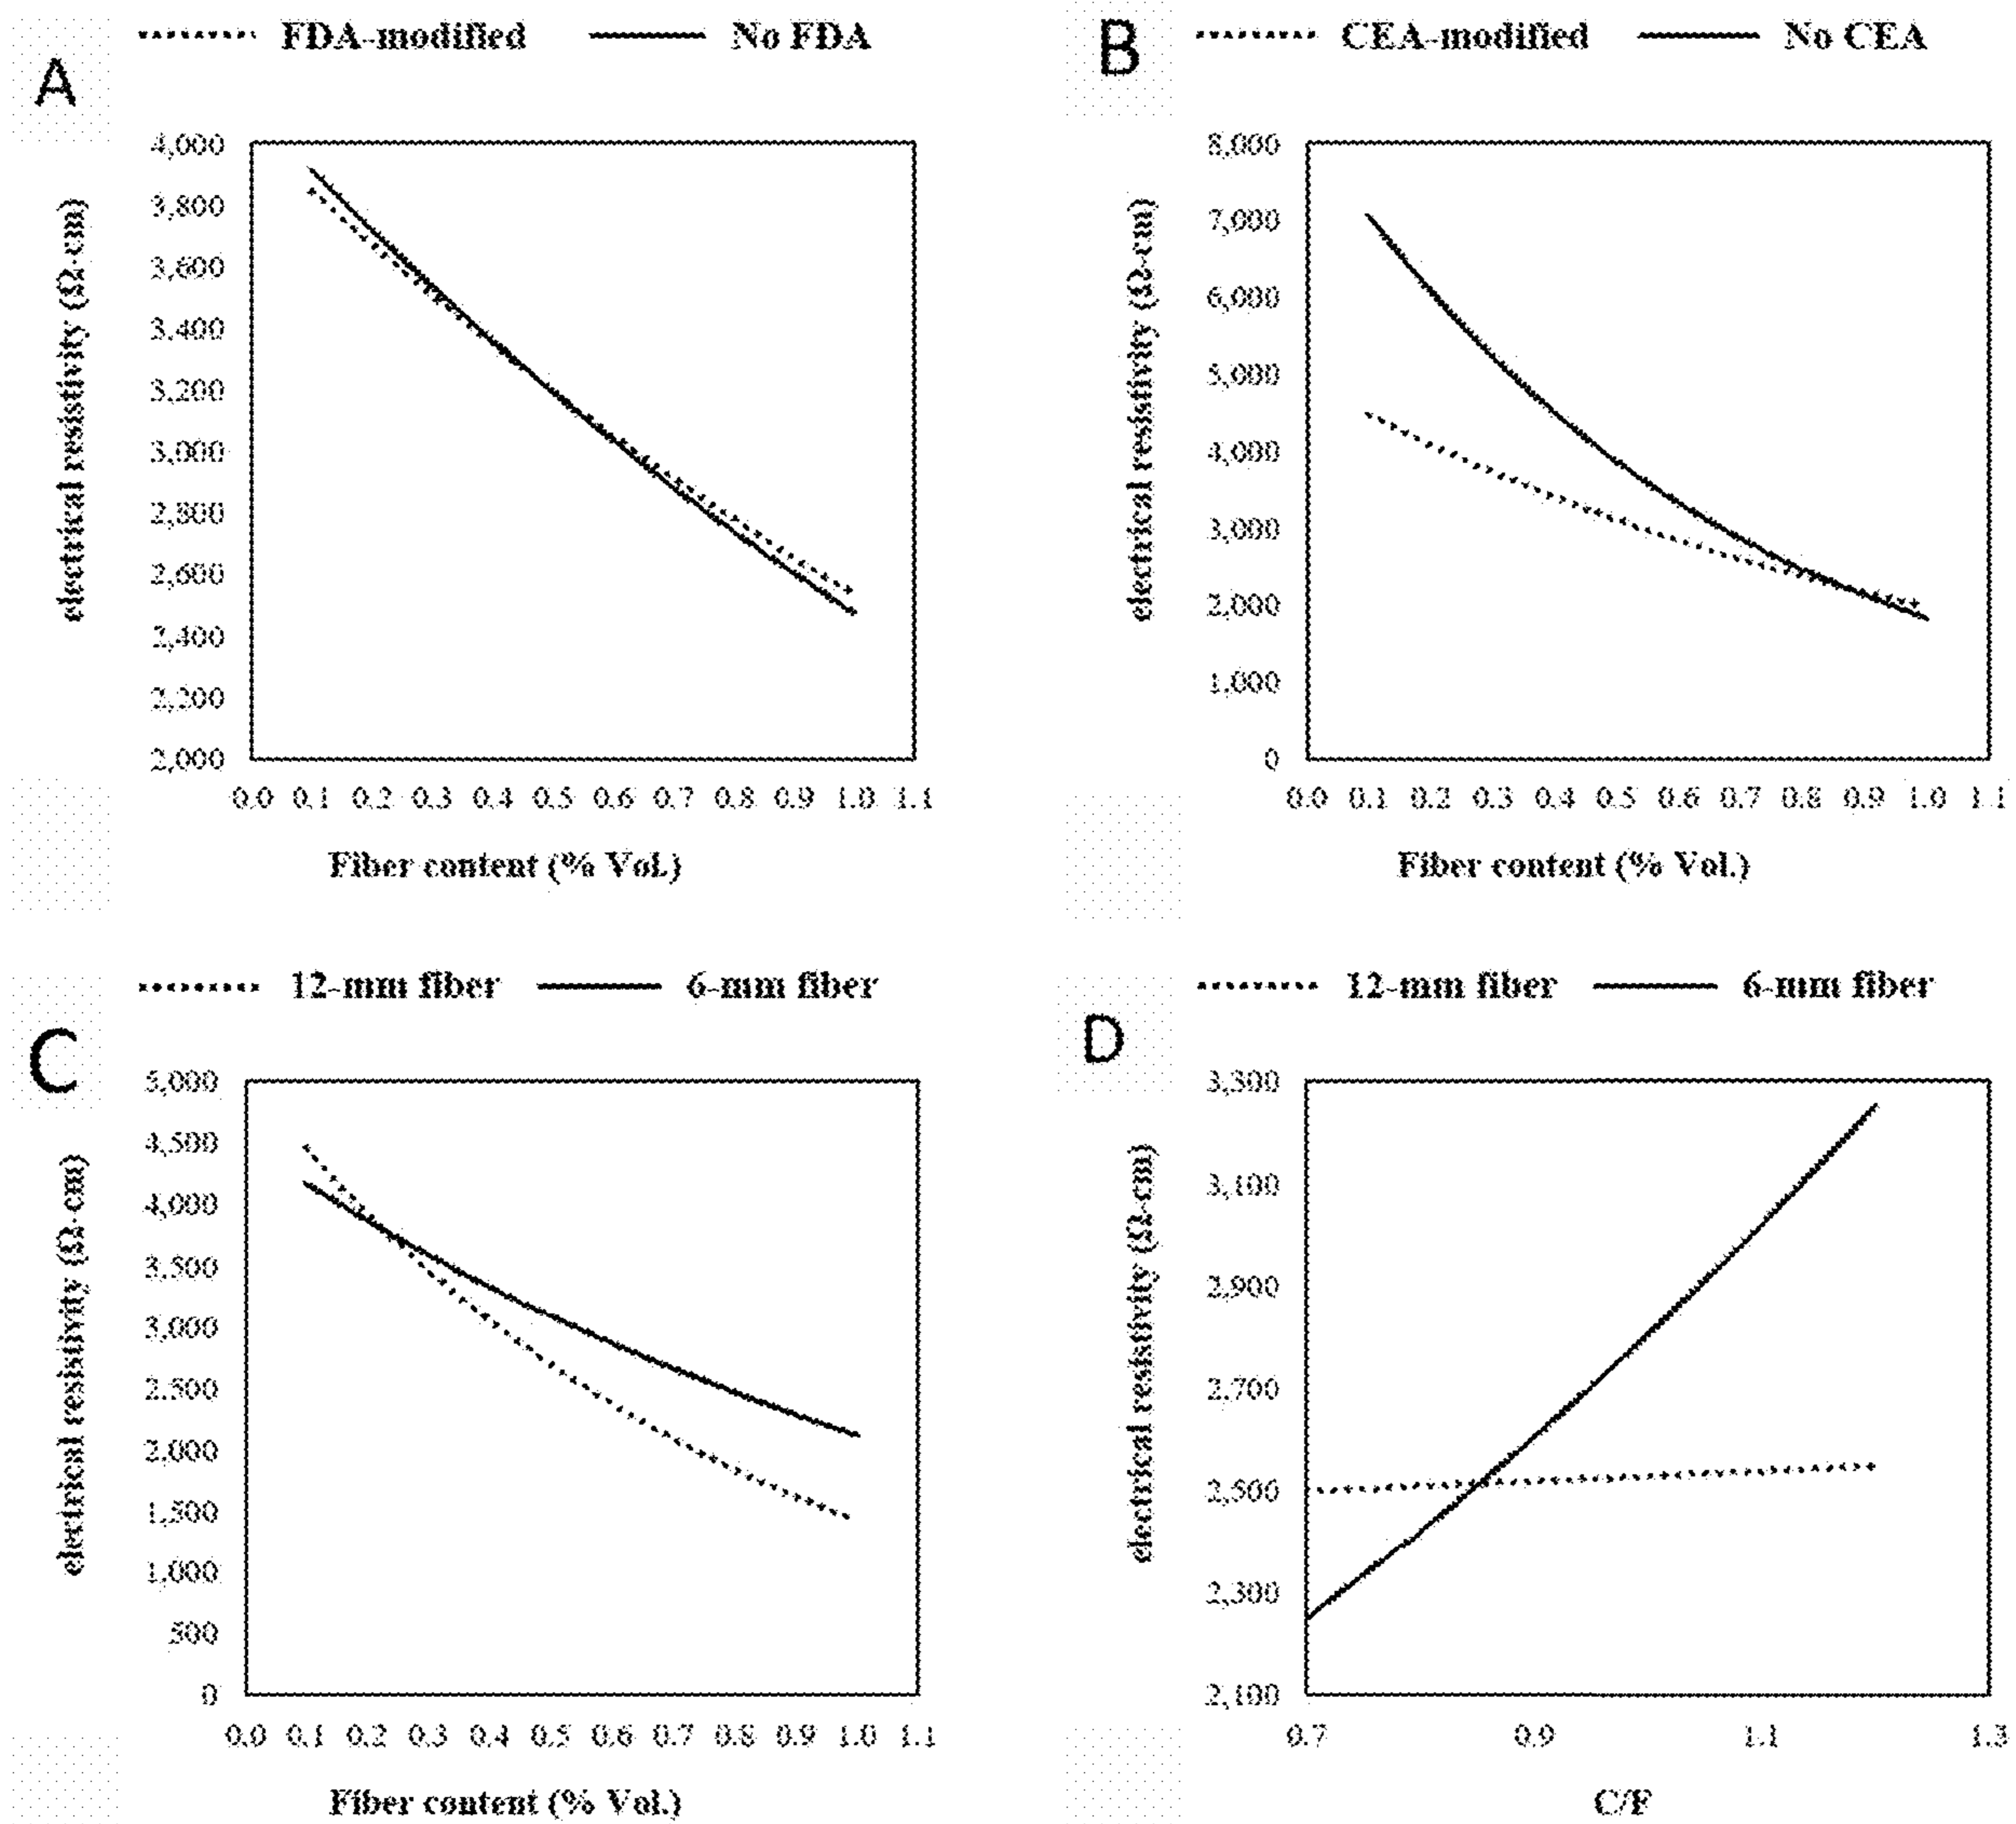 A
FDA-modified No FDA
electrical resistivity (Ω-cm)
4,000
3,800
3,600
3,400
3,200
3,000
2,800
2,600
2,400
2,200
2,000
0.0 0.1 0.2 0.3 0.4 0.5 0.6 0.7 0.8 0.9 1.0 1.1
Fiber content (% Vol.)
B
CEA-modified No CEA
electrical resistivity (Ω-cm)
8,000
7,000
6,000
5,000
4,000
3,000
2,000
1,000
0
0.0 0.1 0.2 0.3 0.4 0.5 0.6 0.7 0.8 0.9 1.0 1.1
Fiber content (% Vol.)
C
12-mm fiber 6-mm fiber
electrical resistivity (Ω-cm)
5,000
4,500
4,000
3,500
3,000
2,500
2,000
1,500
1,000
500
0
0.0 0.1 0.2 0.3 0.4 0.5 0.6 0.7 0.8 0.9 1.0 1.1
Fiber content (% Vol.)
D
12-mm fiber 6-mm fiber
electrical resistivity (Ω-cm)
3,300
3,100
2,900
2,700
2,500
2,300
2,100
0.7 0.9 1.1 1.3
C/F